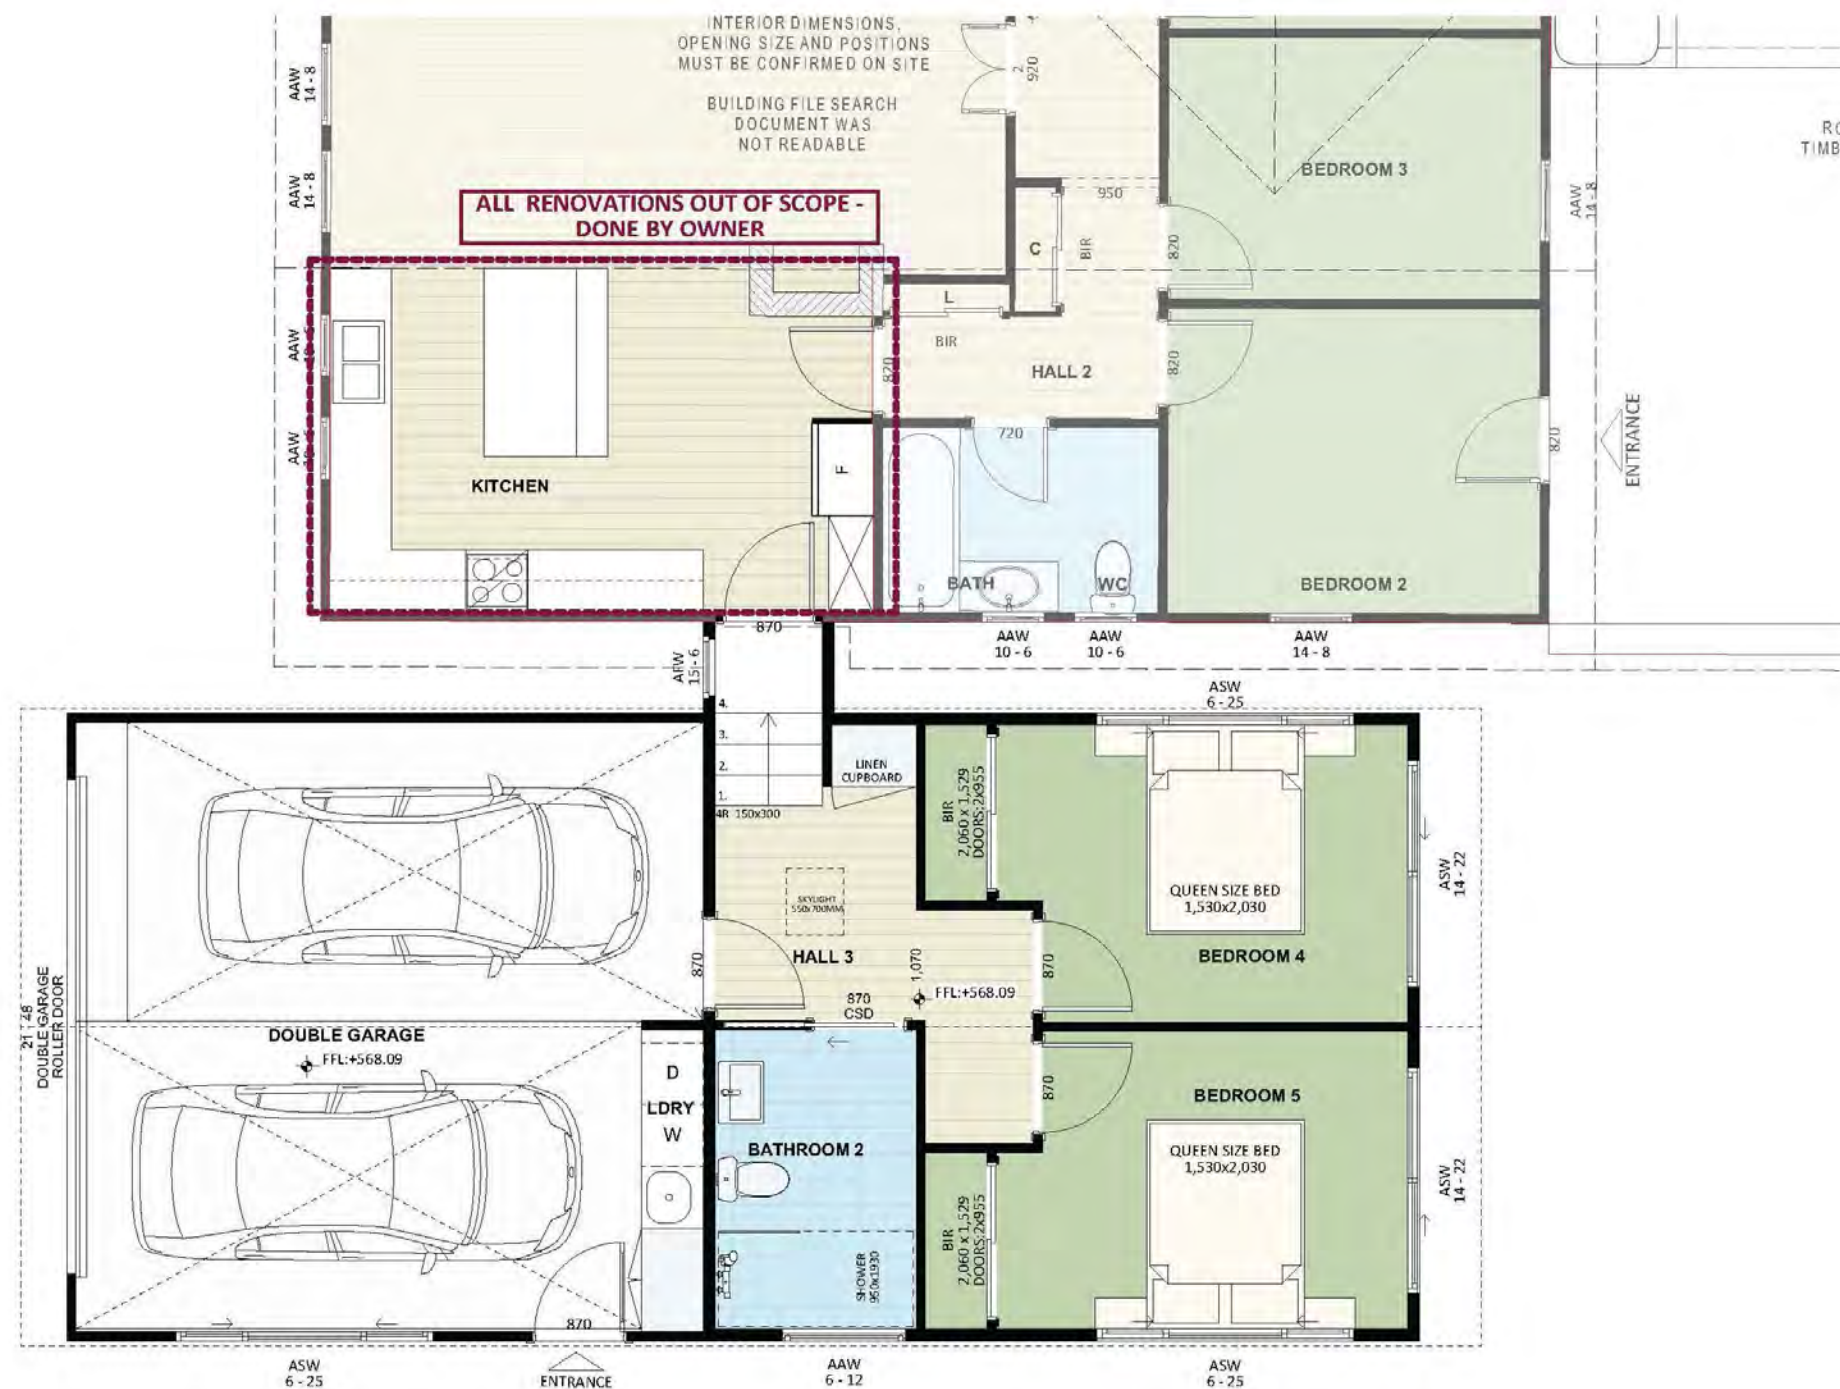 INTERIOR DIMENSIONS,
OPENING SIZE AND POSITIONS
MUST BE CONFIRMED ON SITE
BUILDING FILE SEARCH
DOCUMENT WAS
NOT READABLE
AAW
14 - 8
AAW
14 - 8
ALL RENOVATIONS OUT OF SCOPE -
DONE BY OWNER
2
920
950
C
BIR
820
BEDROOM 3
AAW
14 - 8
L
BIR
HALL 2
820
820
AAW
AAW
KITCHEN
F
720
BATH
WC
BEDROOM 2
820
ENTRANCE
870
AAW
10 - 6
AAW
10 - 6
AAW
14 - 8
AFW
15 - 6
ASW
6 - 25
4.
3.
2.
1.
4R 150x300
LINEN
CUPBOARD
BIR
2,060 x 1,529
DOORS:2x955
QUEEN SIZE BED
1,530x2,030
BEDROOM 4
ASW
14 - 22
SKYLIGHT
550x700MM
HALL 3
1,070
870
870
FFL:+568.09
870
CSD
21 - 48
DOUBLE GARAGE
ROLLER DOOR
DOUBLE GARAGE
FFL:+568.09
D
LDRY
W
BATHROOM 2
870
BEDROOM 5
QUEEN SIZE BED
1,530x2,030
ASW
14 - 22
BIR
2,060 x 1,529
DOORS:2x955
SHOWER
950x1930
870
ASW
6 - 25
ENTRANCE
AAW
6 - 12
ASW
6 - 25